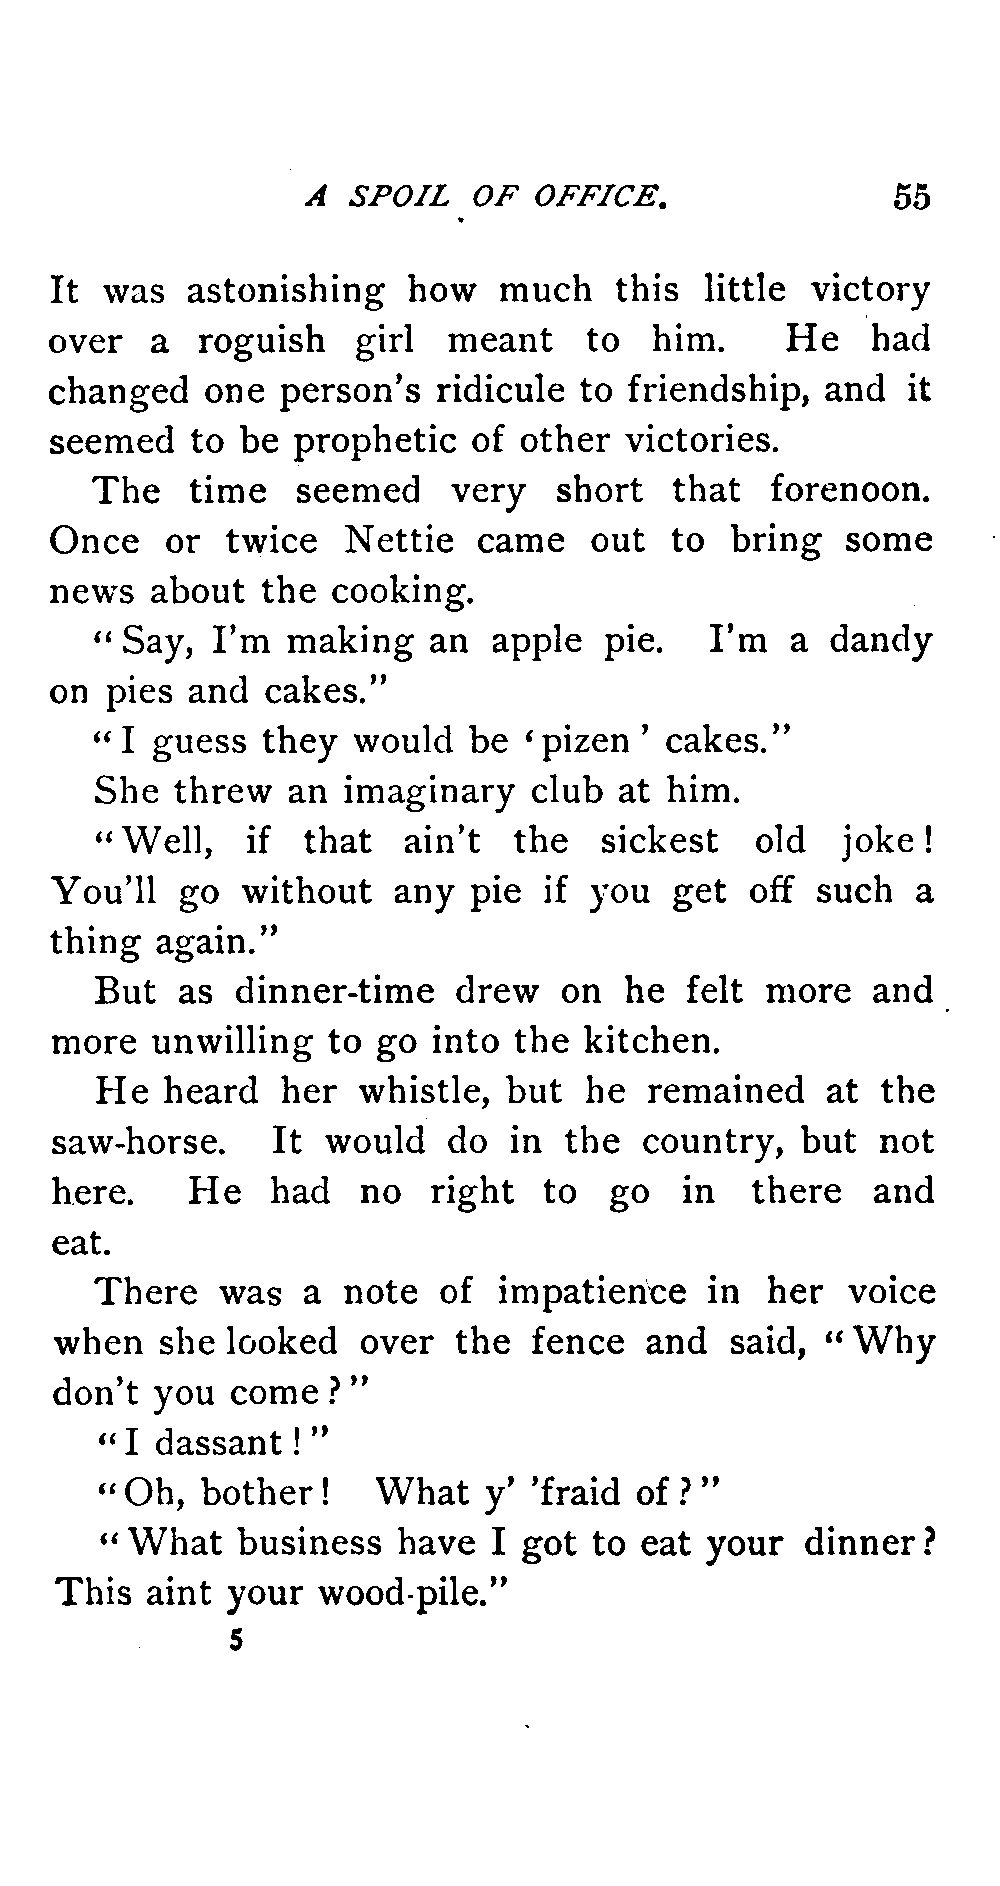 A SPOIL OF OFFICE. 55
It was astonishing how much this little victory
over a roguish girl meant to him. He had
changed one person's ridicule to friendship, and it
seemed to be prophetic of other victories.
The time seemed very short that forenoon.
Once or twice Nettie came out to bring some
news about the cooking.
“Say, I'm making an apple pie. I'm a dandy
on pies and cakes.”
“I guess they would be ‘pizen’ cakes.”
She threw an imaginary club at him.
“Well, if that ain't the sickest old joke!
You'll go without any pie if you get off such a
thing again.”
But as dinner-time drew on he felt more and
more unwilling to go into the kitchen.
He heard her whistle, but he remained at the
saw-horse. It would do in the country, but not
here. He had no right to go in there and
eat.
There was a note of impatience in her voice
when she looked over the fence and said, “Why
don't you come?”
“I dassant!”
“Oh, bother! What y' 'fraid of?”
“What business have I got to eat your dinner?
This aint your wood-pile.”
5